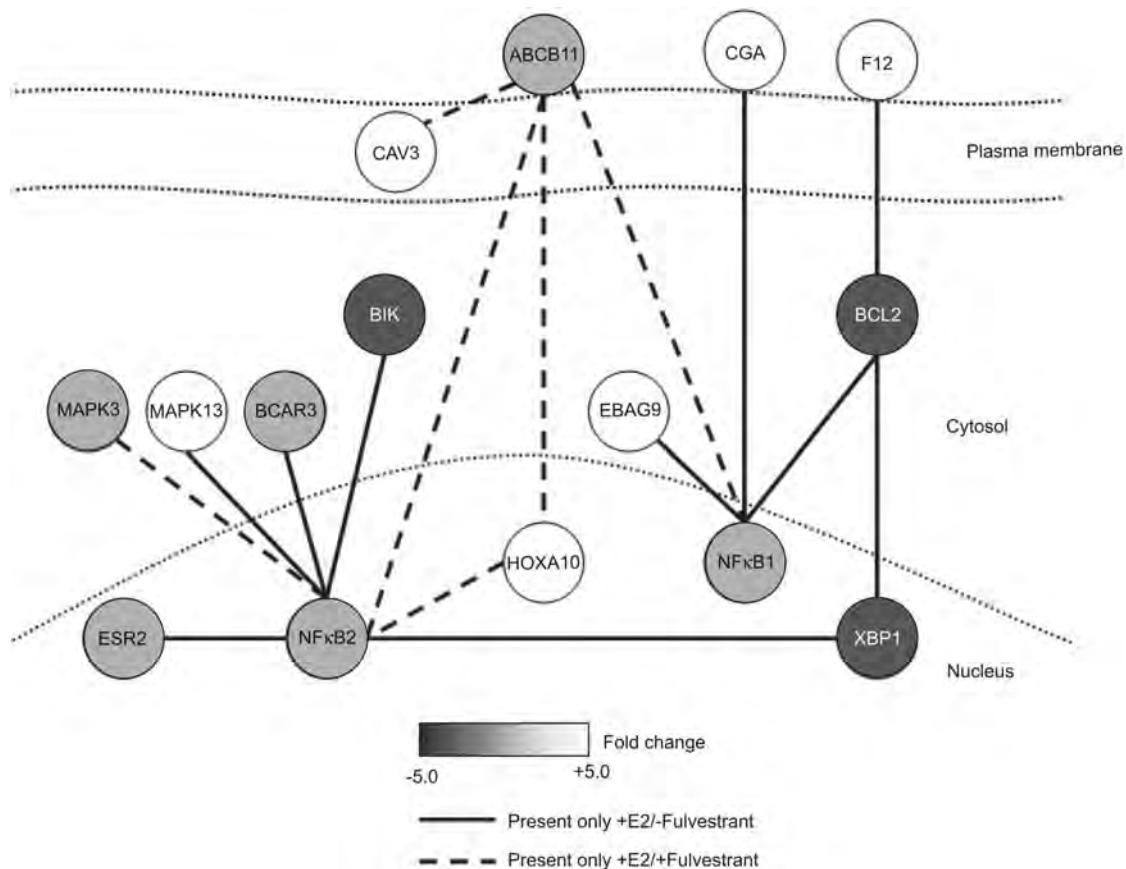 ABCB11
CGA
F12
CAV3
Plasma membrane
BIK
BCL2
MAPK3
MAPK13
BCAR3
EBAG9
Cytosol
HOXA10
NFκB1
ESR2
NFκB2
XBP1
Nucleus
Fold change
-5.0
+5.0
Present only +E2/-Fulvestrant
Present only +E2/+Fulvestrant